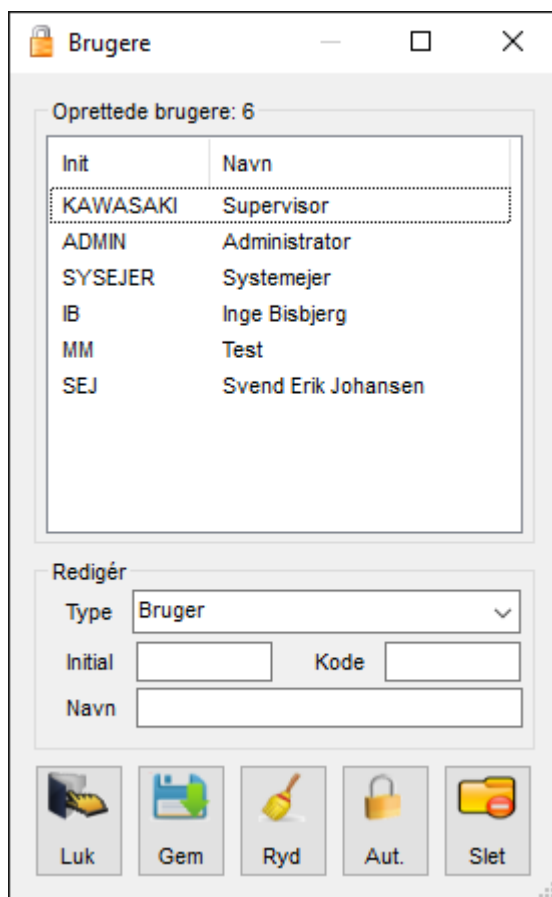 Brugere
Oprettede brugere: 6
Init Navn
KAWASAKI Supervisor
ADMIN Administrator
SYSEJER Systemejer
IB Inge Bisbjerg
MM Test
SEJ Svend Erik Johansen
Redigér
Type Bruger
Initial Kode
Navn
Luk Gem Ryd Aut. Slet